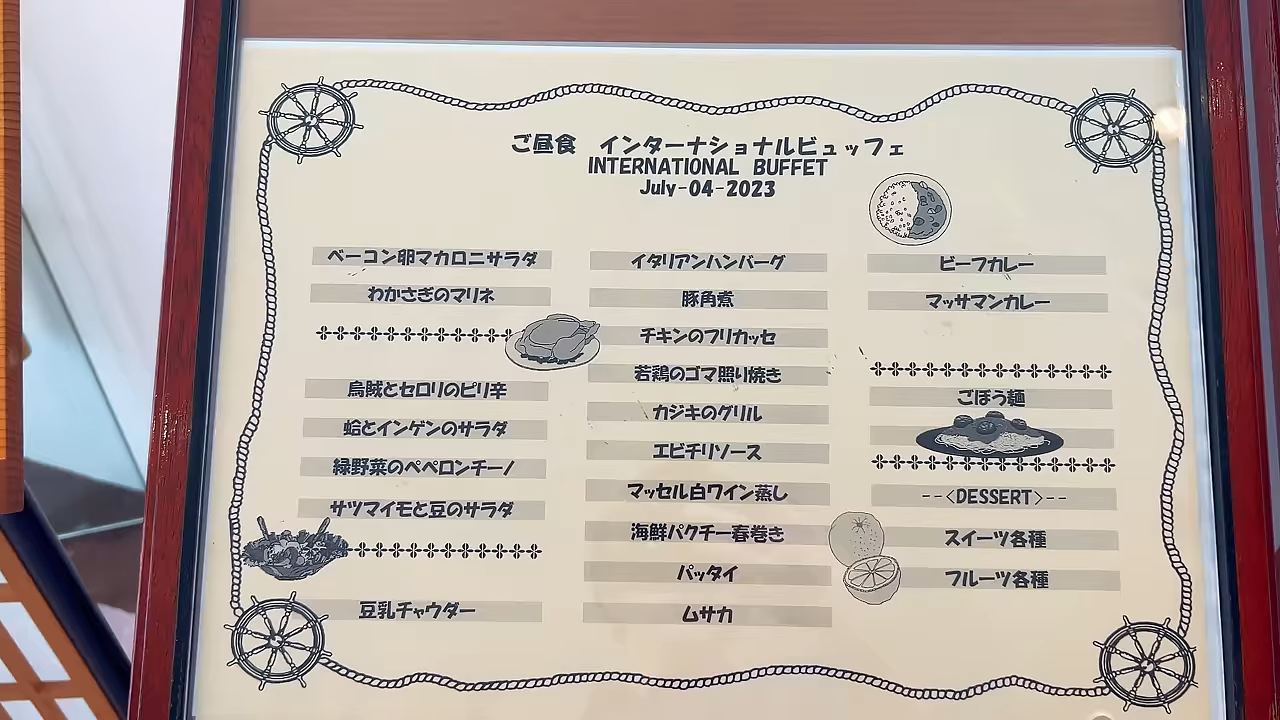 ご昼食 インターナショナルビュッフェ
INTERNATIONAL BUFFET
July-04-2023
ベーコン卵マカロニサラダ
わかさぎのマリネ
烏賊とセロリのピリ辛
蛤とインゲンのサラダ
緑野菜のペペロンチーノ
サツマイモと豆のサラダ
豆乳チャウダー
イタリアンハンバーグ
豚角煮
チキンのフリカッセ
若鶏のゴマ照り焼き
カジキのグリル
エビチリソース
マッセル白ワイン蒸し
海鮮パクチー春巻き
パッタイ
ムサカ
ビーフカレー
マッサマンカレー
ごぼう麺
--<DESSERT>--
スイーツ各種
フルーツ各種